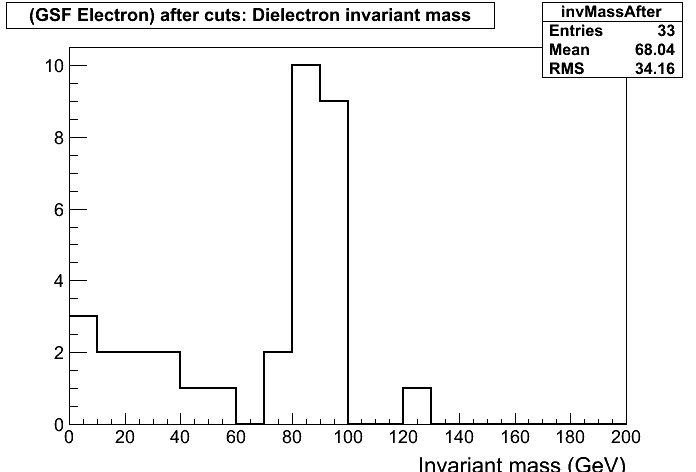 (GSF Electron) after cuts: Dielectron invariant mass
invMassAfter
Entries 33
Mean 68.04
RMS 34.16
10
8
6
4
2
0
0 20 40 60 80 100 120 140 160 180 200
Invariant mass (GeV)